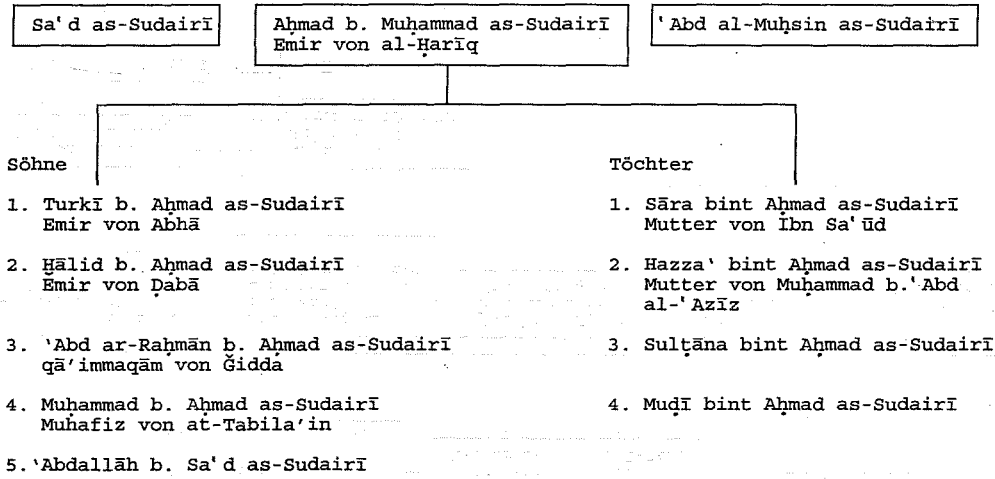 Sa'd as-Sudairī
Aḥmad b. Muḥammad as-Sudairī
Emir von al-Ḥarīq
'Abd al-Muḥsin as-Sudairī
Söhne
1. Turkī b. Aḥmad as-Sudairī
Emir von Abhā
2. Ḫālid b. Aḥmad as-Sudairī
Emir von Ḍabā
3. 'Abd ar-Raḥmān b. Aḥmad as-Sudairī
qā'immaqām von Ǧidda
4. Muḥammad b. Aḥmad as-Sudairī
Muhafiz von at-Tabila'in
5. 'Abdallāh b. Sa'd as-Sudairī
Töchter
1. Sāra bint Aḥmad as-Sudairī
Mutter von Ibn Sa'ūd
2. Hazza' bint Aḥmad as-Sudairī
Mutter von Muḥammad b. 'Abd
al-'Azīz
3. Sulṭāna bint Aḥmad as-Sudairī
4. Muḍī bint Aḥmad as-Sudairī